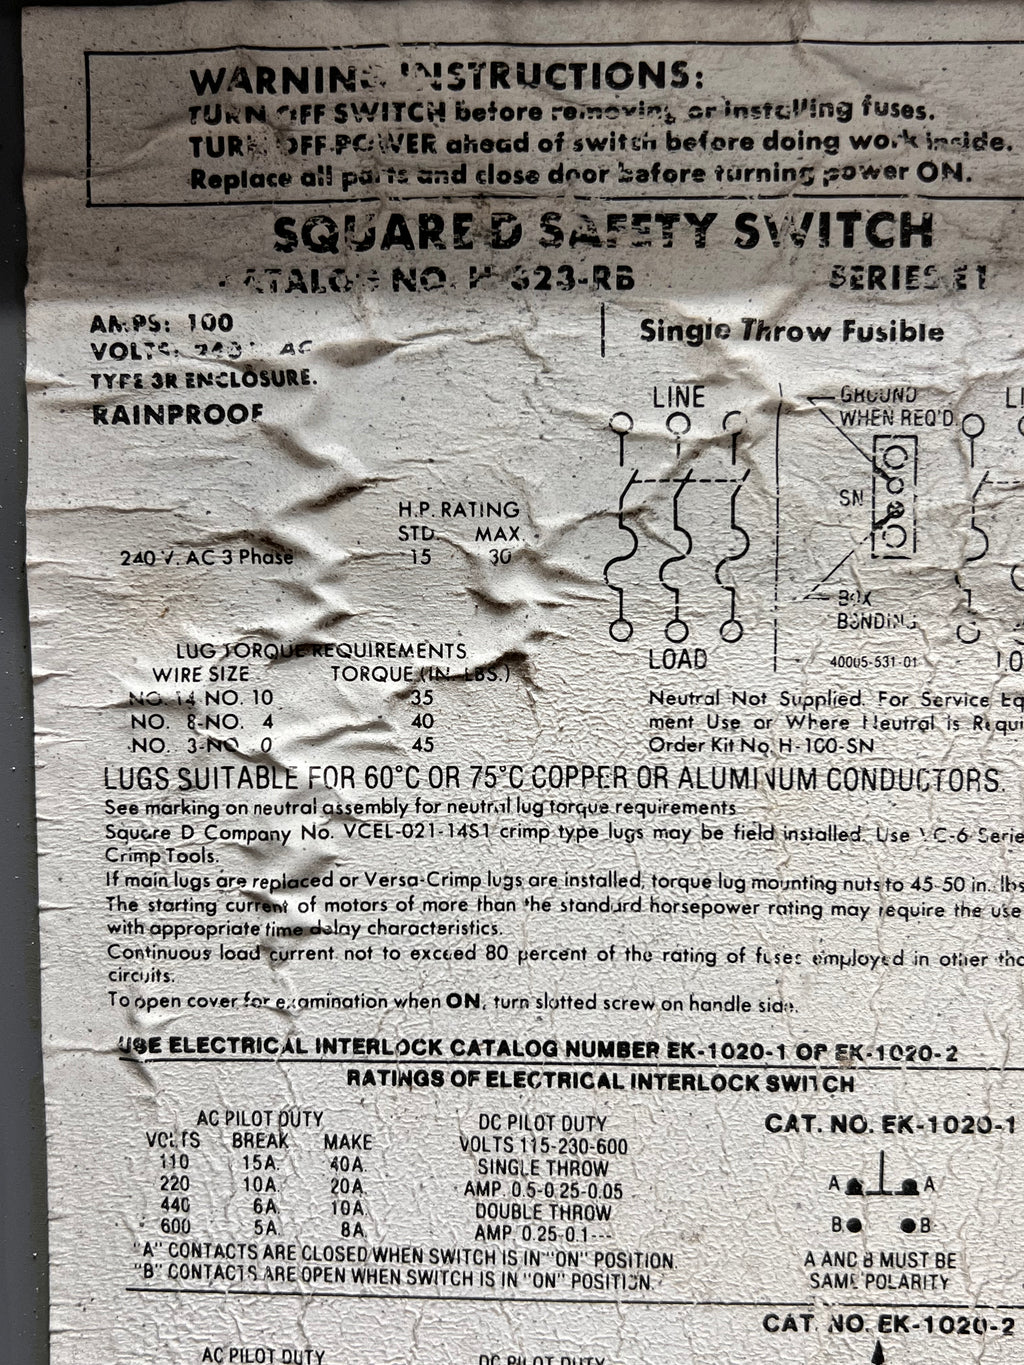 WARNING INSTRUCTIONS:
TURN OFF SWITCH before removing or installing fuses.
TURN OFF POWER ahead of switch before doing work inside.
Replace all parts and close door before turning power ON.
SQUARE D SAFETY SWITCH
CATALOG NO. 323-RB SERIES E1
AMPS: 100
VOLTS: 240 AC
TYPE 3R ENCLOSURE.
RAINPROOF
Single Throw Fusible
LINE
GROUND
WHEN REQ'D.
SN
H.P. RATING
STD. MAX.
240 V. AC 3 Phase 15 30
BOX
BONDING
LOAD
40005-531-01
LUG TORQUE REQUIREMENTS
WIRE SIZE TORQUE (IN. LBS.)
NO. 14 NO. 10 35
NO. 8-NO. 4 40
NO. 3-NO. 0 45
Neutral Not Supplied. For Service Eq
ment Use or Where Neutral is Requi
Order Kit No. H-100-SN
LUGS SUITABLE FOR 60°C OR 75°C COPPER OR ALUMINUM CONDUCTORS.
See marking on neutral assembly for neutral lug torque requirements
Square D Company No. VCEL-021-14S1 crimp type lugs may be field installed. Use VC-6 Serie
Crimp Tools.
If main lugs are replaced or Versa-Crimp lugs are installed, torque lug mounting nuts to 45-50 in. lbs
The starting current of motors of more than the standard horsepower rating may require the use
with appropriate time delay characteristics.
Continuous load current not to exceed 80 percent of the rating of fuses employed in other tha
circuits.
To open cover for examination when ON, turn slotted screw on handle side.
USE ELECTRICAL INTERLOCK CATALOG NUMBER EK-1020-1 OR EK-1020-2
RATINGS OF ELECTRICAL INTERLOCK SWITCH
AC PILOT DUTY
VOLTS BREAK MAKE
110 15A. 40A.
220 10A. 20A.
440 6A. 10A.
600 5A. 8A.
DC PILOT DUTY
VOLTS 115-230-600
SINGLE THROW
AMP. 0.5-0.25-0.05
DOUBLE THROW
AMP. 0.25-0.1---
CAT. NO. EK-1020-1
A A
B B
A AND B MUST BE
SAME POLARITY
"A" CONTACTS ARE CLOSED WHEN SWITCH IS IN "ON" POSITION.
"B" CONTACTS ARE OPEN WHEN SWITCH IS IN "ON" POSITION.
CAT. NO. EK-1020-2
AC PILOT DUTY
DC PILOT DUTY